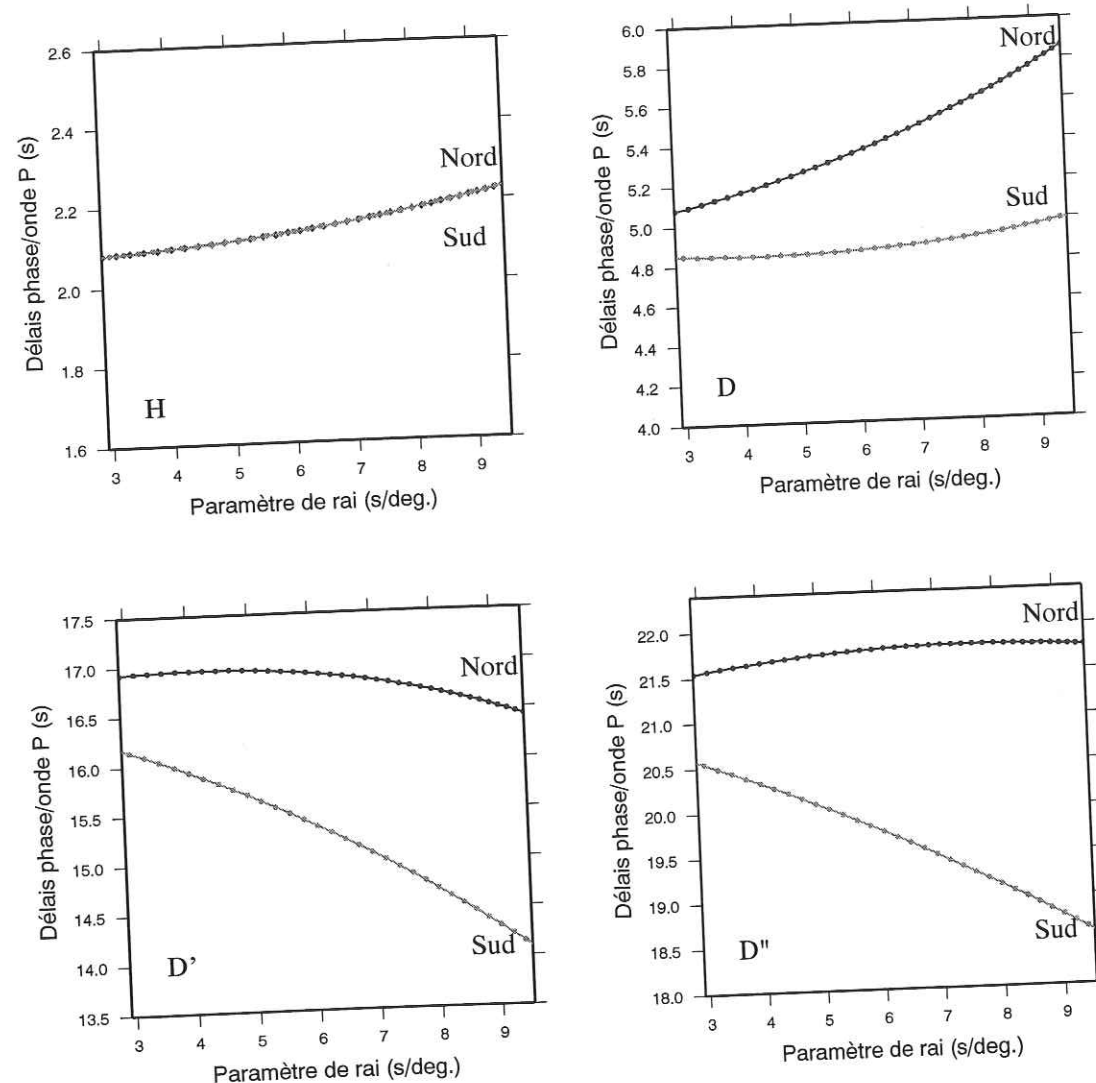 2.6
2.4
2.2
2.0
1.8
1.6
Délais phase/onde P (s)
Nord
Sud
H
3 4 5 6 7 8 9
Paramètre de rai (s/deg.)
6.0
5.8
5.6
5.4
5.2
5.0
4.8
4.6
4.4
4.2
4.0
Délais phase/onde P (s)
Nord
Sud
D
3 4 5 6 7 8 9
Paramètre de rai (s/deg.)
17.5
17.0
16.5
16.0
15.5
15.0
14.5
14.0
13.5
Délais phase/onde P (s)
Nord
Sud
D’
3 4 5 6 7 8 9
Paramètre de rai (s/deg.)
22.0
21.5
21.0
20.5
20.0
19.5
19.0
18.5
18.0
Délais phase/onde P (s)
Nord
Sud
D"
3 4 5 6 7 8 9
Paramètre de rai (s/deg.)